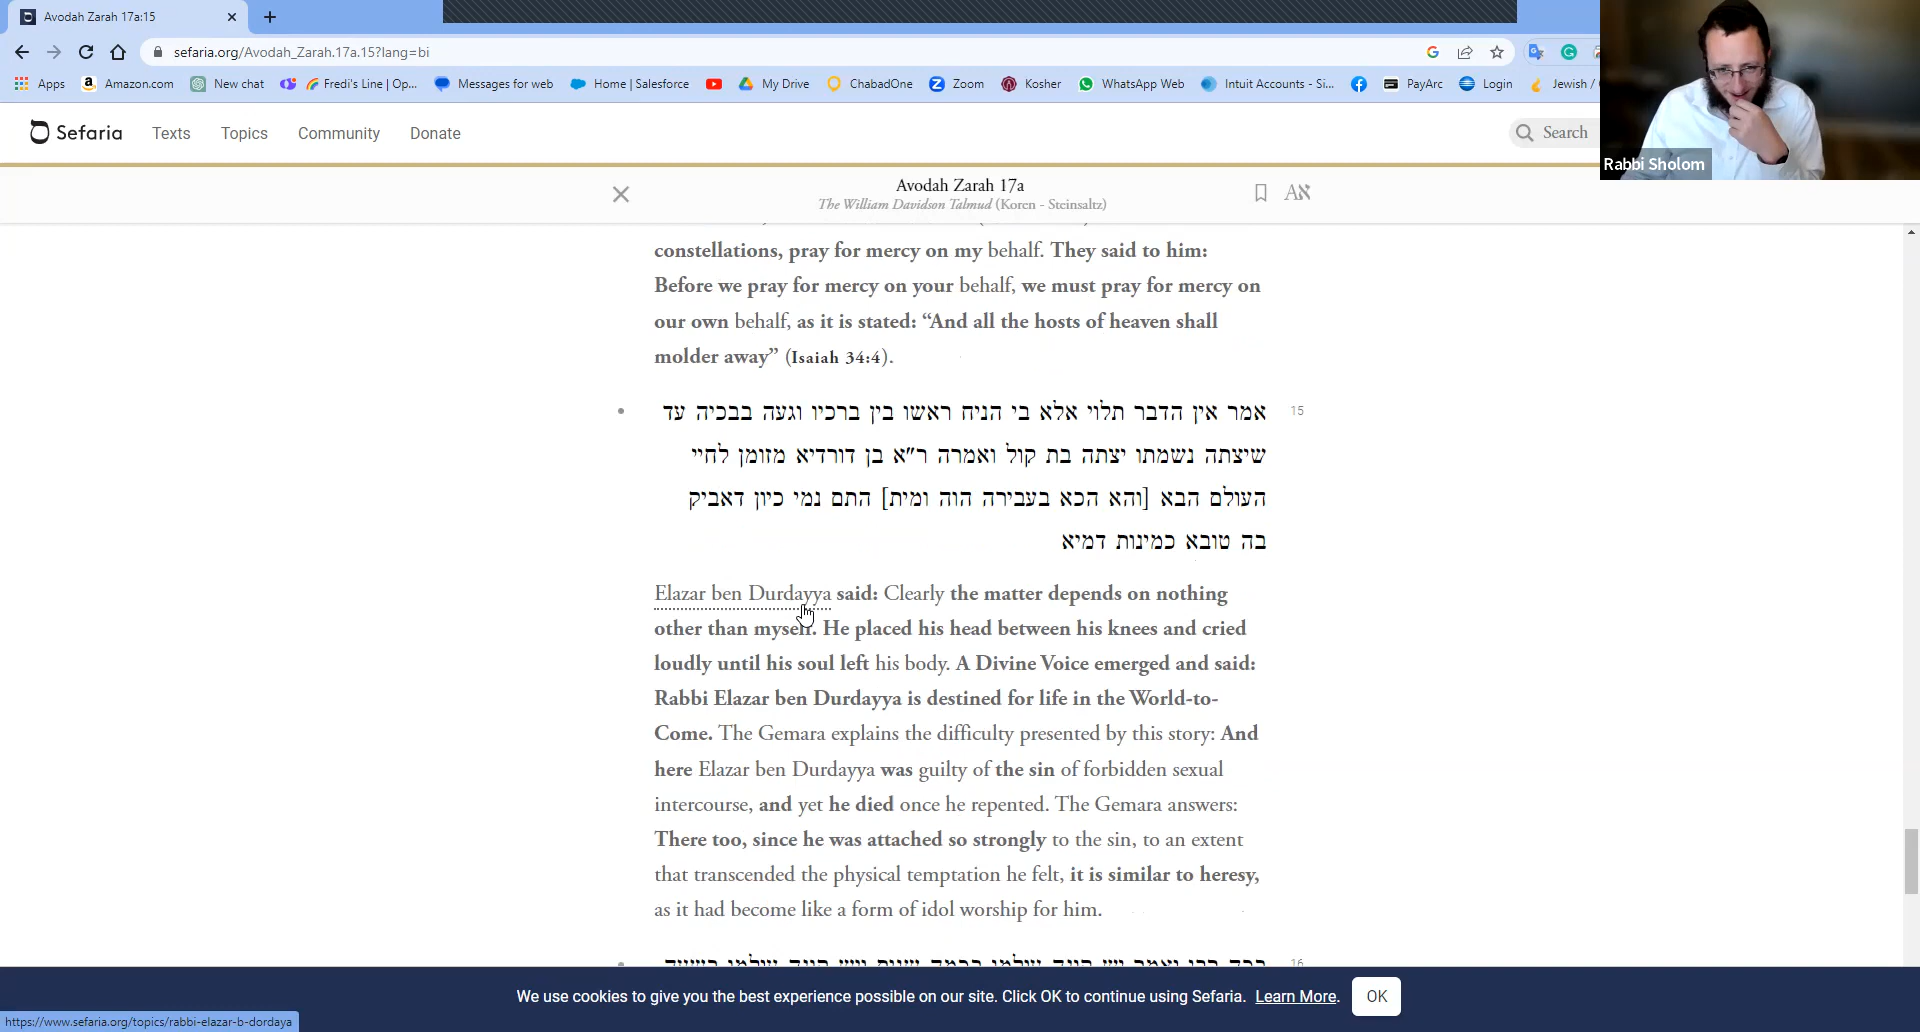 Avodah Zarah 17a:15
sefaria.org/Avodah_Zarah.17a.15?lang=bi
Apps Amazon.com New chat Fredi's Line | Op... Messages for web Home | Salesforce My Drive ChabadOne Zoom Kosher WhatsApp Web Intuit Accounts - Si... PayArc Login Jewish /
Sefaria Texts Topics Community Donate Search
Rabbi Sholom
Avodah Zarah 17a
The William Davidson Talmud (Koren - Steinsaltz)
constellations, pray for mercy on my behalf. They said to him:
Before we pray for mercy on your behalf, we must pray for mercy on
our own behalf, as it is stated: “And all the hosts of heaven shall
molder away” (Isaiah 34:4).
15
אמר אין הדבר תלוי אלא בי הניח ראשו בין ברכיו וגעה בבכיה עד
שיצתה נשמתו יצתה בת קול ואמרה ר"א בן דורדיא מזומן לחיי
העולם הבא [והא הכא בעבירה הוה ומית] התם נמי כיון דאביק
בה טובא כמינות דמיא
Elazar ben Durdayya said: Clearly the matter depends on nothing
other than myself. He placed his head between his knees and cried
loudly until his soul left his body. A Divine Voice emerged and said:
Rabbi Elazar ben Durdayya is destined for life in the World-to-
Come. The Gemara explains the difficulty presented by this story: And
here Elazar ben Durdayya was guilty of the sin of forbidden sexual
intercourse, and yet he died once he repented. The Gemara answers:
There too, since he was attached so strongly to the sin, to an extent
that transcended the physical temptation he felt, it is similar to heresy,
as it had become like a form of idol worship for him.
16
We use cookies to give you the best experience possible on our site. Click OK to continue using Sefaria. Learn More. OK
https://www.sefaria.org/topics/rabbi-elazar-b-dordaya